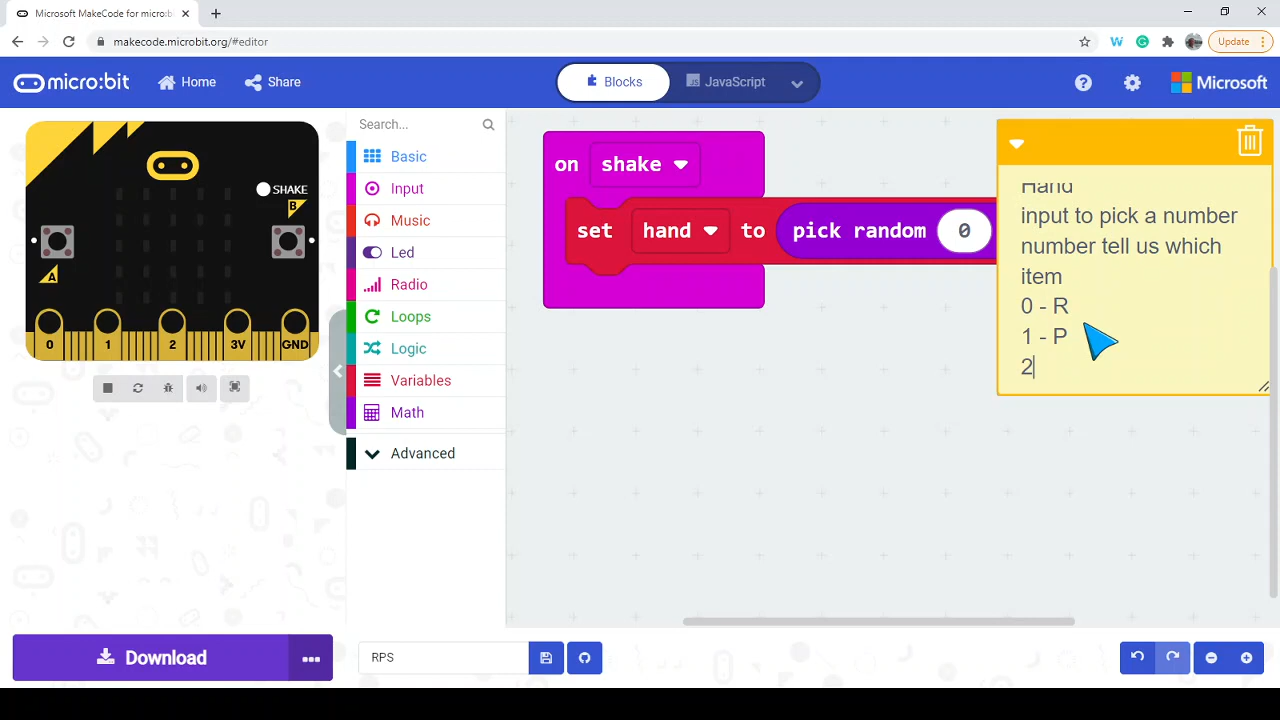 Microsoft MakeCode for micro:bit
makecode.microbit.org/#editor
Update
micro:bit
Home
Share
Blocks
JavaScript
Microsoft
SHAKE
B
A
0 1 2 3V GND
Search...
Basic
Input
Music
Led
Radio
Loops
Logic
Variables
Math
Advanced
on shake
set hand to pick random 0
Hand
input to pick a number
number tell us which
item
0 - R
1 - P
2
Download
RPS